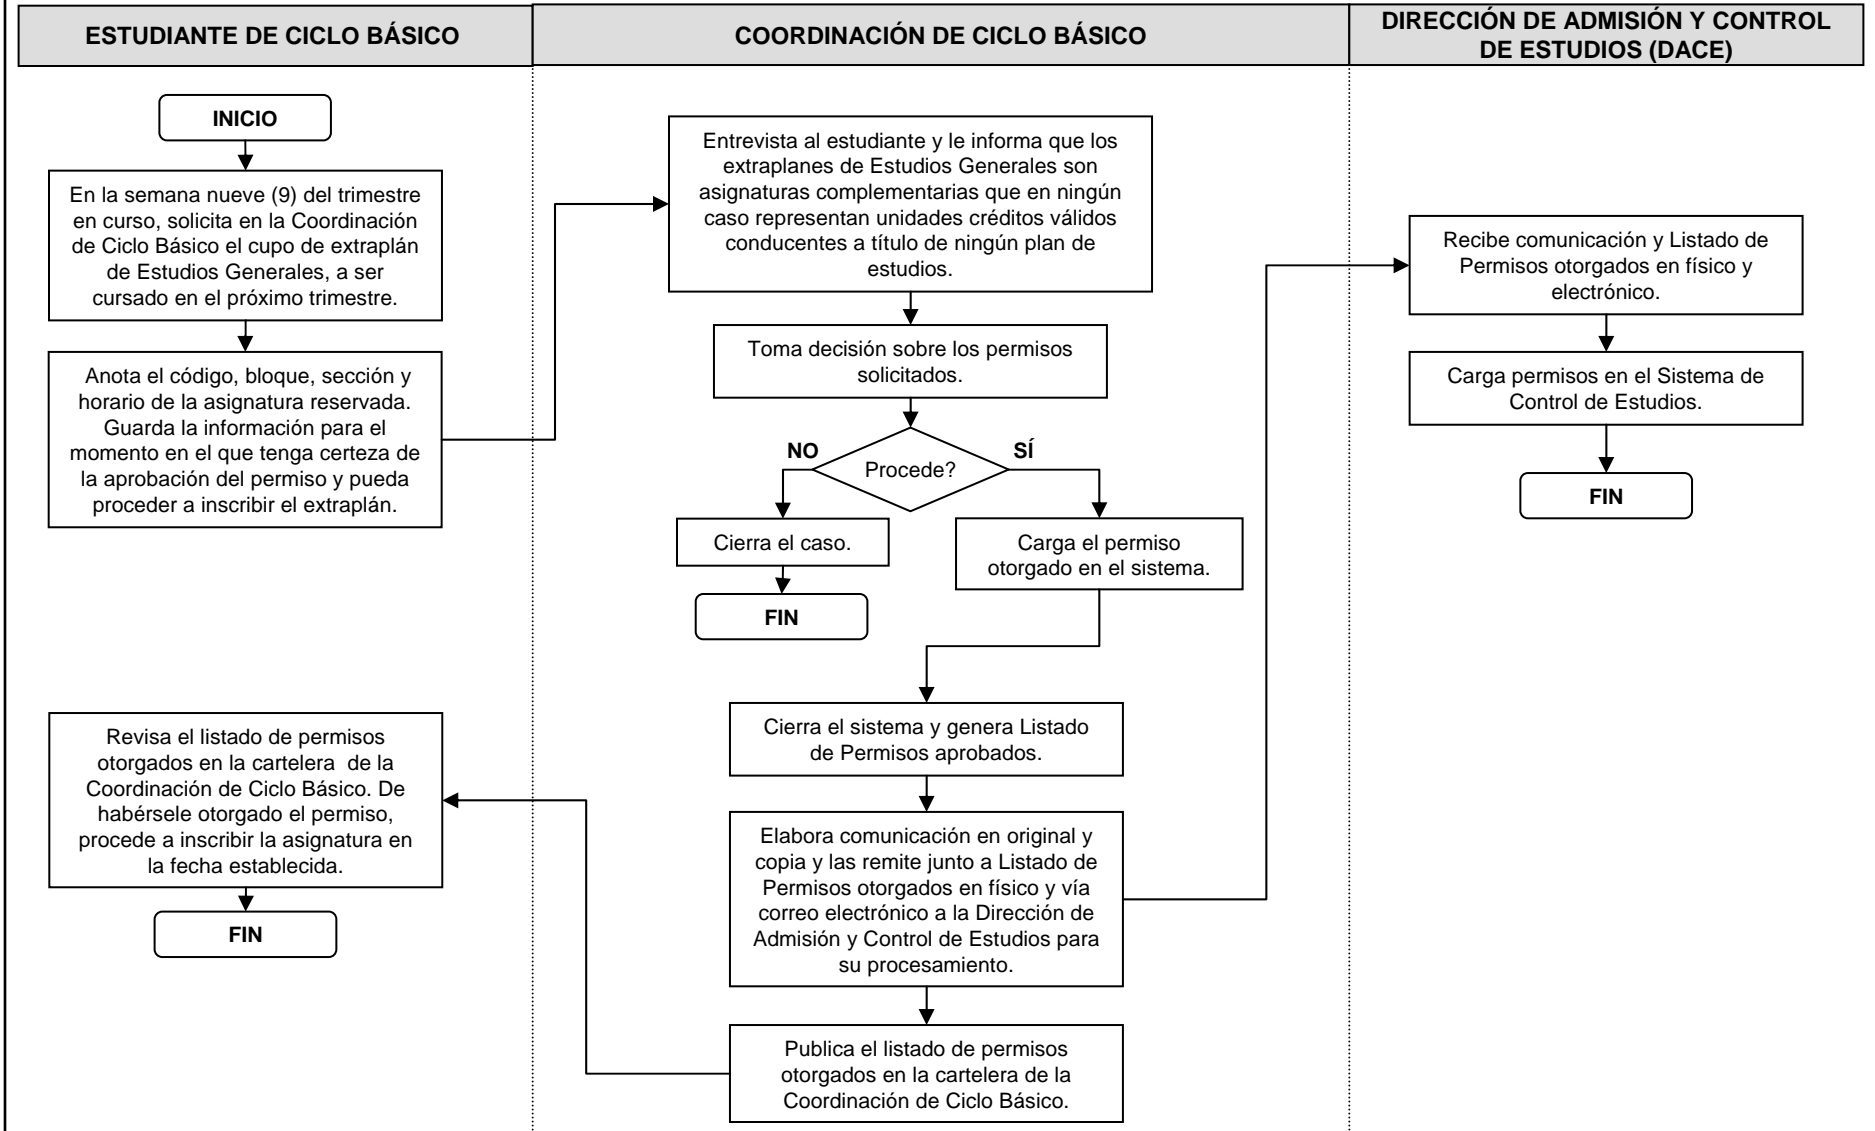 ESTUDIANTE DE CICLO BÁSICO
COORDINACIÓN DE CICLO BÁSICO
DIRECCIÓN DE ADMISIÓN Y CONTROL
DE ESTUDIOS (DACE)
INICIO
En la semana nueve (9) del trimestre
en curso, solicita en la Coordinación
de Ciclo Básico el cupo de extraplán
de Estudios Generales, a ser
cursado en el próximo trimestre.
Anota el código, bloque, sección y
horario de la asignatura reservada.
Guarda la información para el
momento en el que tenga certeza de
la aprobación del permiso y pueda
proceder a inscribir el extraplán.
Entrevista al estudiante y le informa que los
extraplanes de Estudios Generales son
asignaturas complementarias que en ningún
caso representan unidades créditos válidos
conducentes a título de ningún plan de
estudios.
Toma decisión sobre los permisos
solicitados.
NO
Procede?
SÍ
Cierra el caso.
FIN
Carga el permiso
otorgado en el sistema.
Cierra el sistema y genera Listado
de Permisos aprobados.
Elabora comunicación en original y
copia y las remite junto a Listado de
Permisos otorgados en físico y vía
correo electrónico a la Dirección de
Admisión y Control de Estudios para
su procesamiento.
Publica el listado de permisos
otorgados en la cartelera de la
Coordinación de Ciclo Básico.
Recibe comunicación y Listado de
Permisos otorgados en físico y
electrónico.
Carga permisos en el Sistema de
Control de Estudios.
FIN
Revisa el listado de permisos
otorgados en la cartelera de la
Coordinación de Ciclo Básico. De
habérsele otorgado el permiso,
procede a inscribir la asignatura en
la fecha establecida.
FIN